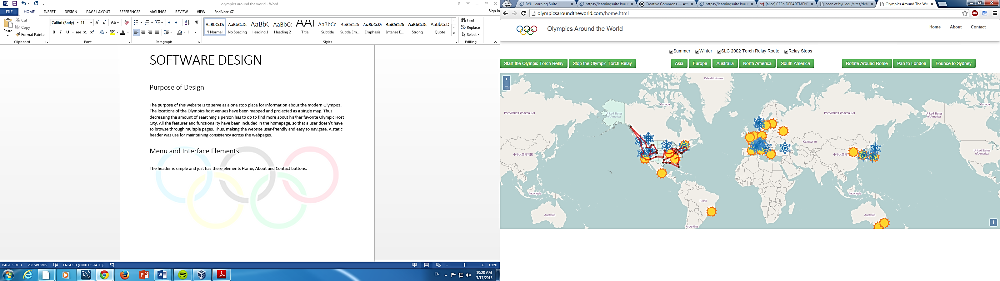 olympics around the world - Word
Sign in
FILE HOME INSERT DESIGN PAGE LAYOUT REFERENCES MAILINGS REVIEW VIEW EndNote X7
Paste
Cut
Copy
Format Painter
Clipboard
Calibri (Body) 11
Font
Paragraph
AaBbCcDc AaBbCcDc AaBbC AaBbCc AAI AaBbCc AaBbCcDc AaBbCcDc AaBbCcDc AaBbCcDc AaBbCcD
¶ Normal No Spacing Heading 1 Heading 2 Title Subtitle Subtle Em... Emphasis Intense E... Strong Quote
Styles
Find
Replace
Select
Editing
SOFTWARE DESIGN
Purpose of Design
The purpose of this website is to serve as a one stop place for information about the modern Olympics.
The locations of the Olympics host venues have been mapped and projected as a single map. Thus
decreasing the amount of searching a person has to do to find more about his/her favorite Olympic Host
City. All the features and functionality have been included in the homepage, so that a user doesn't have
to browse through multiple pages. Thus, making the website user-friendly and easy to navigate. A static
header was use for maintaining consistency across the webpages.
Menu and Interface Elements
The header is simple and just has there elements Home, About and Contact buttons.
PAGE 3 OF 3 280 WORDS ENGLISH (UNITED STATES) 100%
EN 10:28 AM
3/17/2015
BYU Learning Suite
https://learningsuite.byu.e
Creative Commons — Att
https://learningsuite.byu.e
[allce] CEEn DEPARTMENT
ceen.et.byu.edu/sites/defa
Olympics Around The Wo
olympicsaroundtheworld.com/home.html
ABP
Olympics Around the World
Home About Contact
Summer Winter SLC 2002 Torch Relay Route Relay Stops
Start the Olympic Torch Relay Stop the Olympic Torch Relay Asia Europe Australia North America South America Rotate Around Rome Pan to London Bounce to Sydney
Kalaallit Nunaat
Canada
Canada
Российская Федерация
United States
of America
Российская Федерация
United States
of America
Казахстан
中华人民共和国
United States
of America
Indonesia
Brasil
Indonesia
Australia
Australia
Argentina